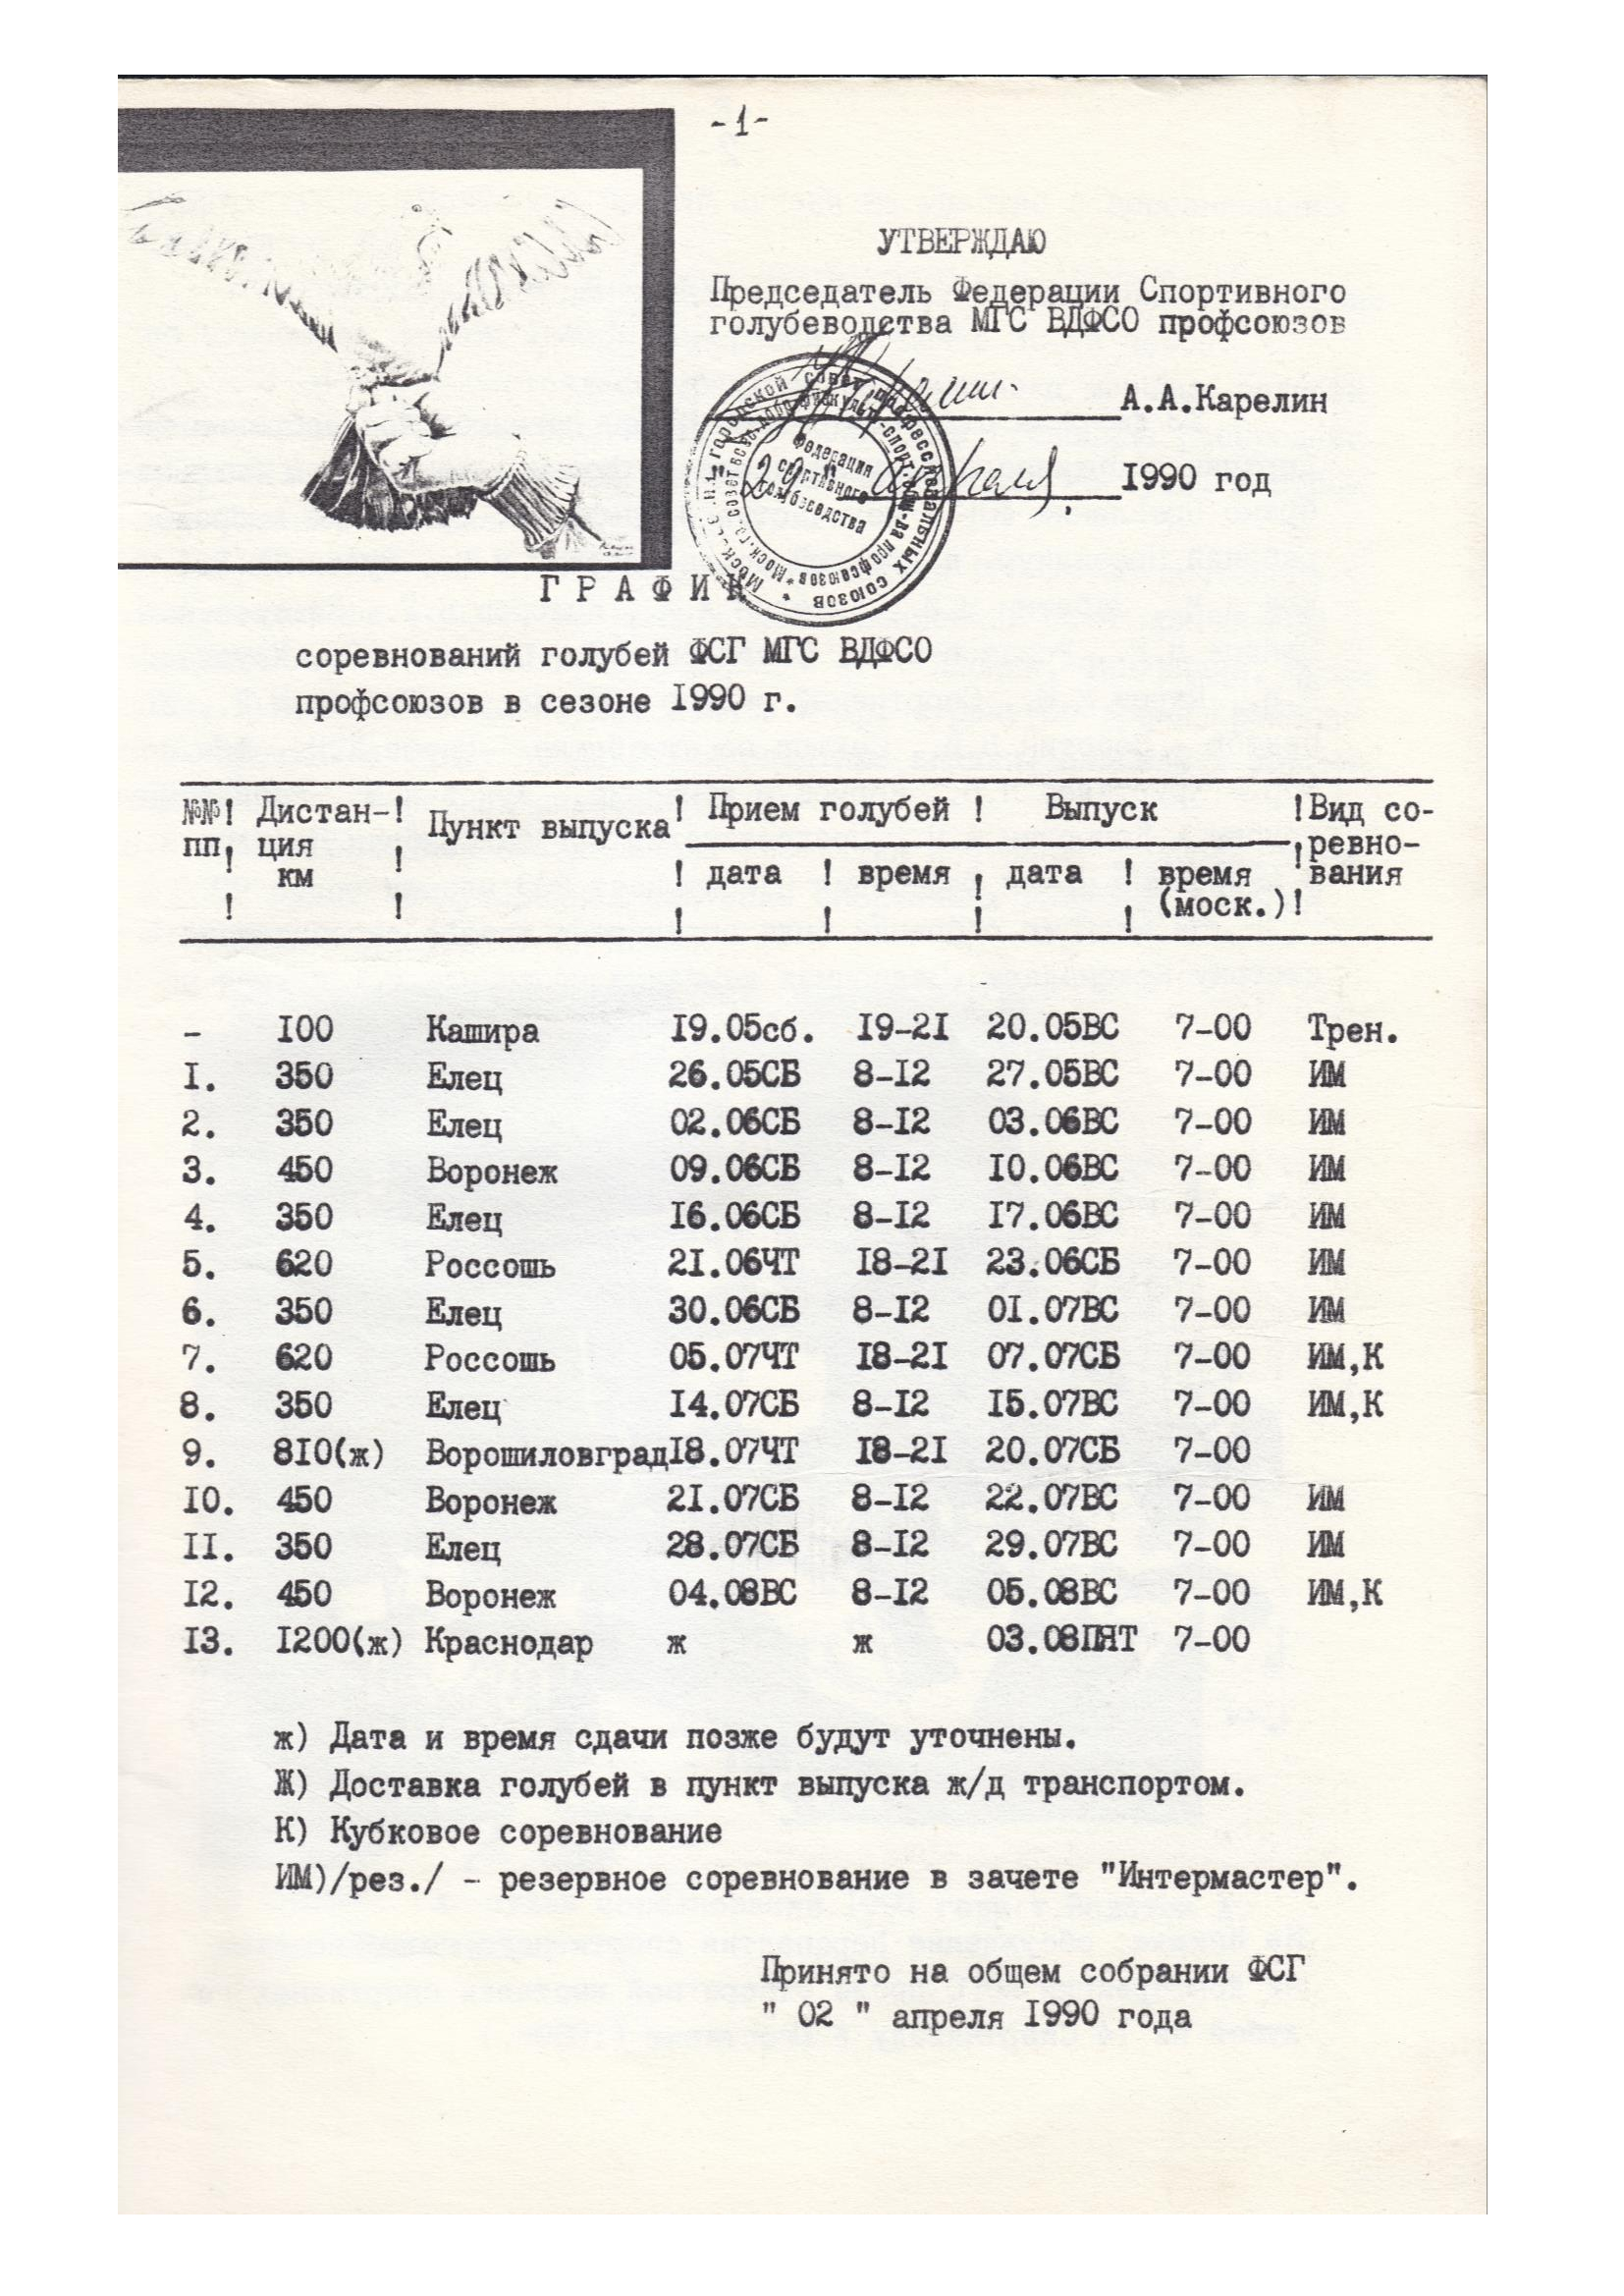 -1-
УТВЕРЖДАЮ
Председатель Федерации Спортивного
голубеводства МГС ВДФСО профсоюзов
А.А.Карелин
29 апреля 1990 год
Федерация
спортивного
голубеводства
ГРАФИК
соревнований голубей ФСГ МГС ВДФСО
профсоюзов в сезоне 1990 г.
№№! Дистан-! Пункт выпуска ! Прием голубей ! Выпуск !Вид со-
пп! ция ! !ревно-
км ! дата ! время ! дата ! время вания
! ! ! ! ! ! (моск.)!
- 100 Кашира 19.05сб. 19-21 20.05ВС 7-00 Трен.
1. 350 Елец 26.05СБ 8-12 27.05ВС 7-00 ИМ
2. 350 Елец 02.06СБ 8-12 03.06ВС 7-00 ИМ
3. 450 Воронеж 09.06СБ 8-12 10.06ВС 7-00 ИМ
4. 350 Елец 16.06СБ 8-12 17.06ВС 7-00 ИМ
5. 620 Россошь 21.06ЧТ 18-21 23.06СБ 7-00 ИМ
6. 350 Елец 30.06СБ 8-12 01.07ВС 7-00 ИМ
7. 620 Россошь 05.07ЧТ 18-21 07.07СБ 7-00 ИМ,К
8. 350 Елец 14.07СБ 8-12 15.07ВС 7-00 ИМ,К
9. 810(ж) Ворошиловград18.07ЧТ 18-21 20.07СБ 7-00
10. 450 Воронеж 21.07СБ 8-12 22.07ВС 7-00 ИМ
11. 350 Елец 28.07СБ 8-12 29.07ВС 7-00 ИМ
12. 450 Воронеж 04.08ВС 8-12 05.08ВС 7-00 ИМ,К
13. 1200(ж) Краснодар ж ж 03.08ПЯТ 7-00
ж) Дата и время сдачи позже будут уточнены.
Ж) Доставка голубей в пункт выпуска ж/д транспортом.
К) Кубковое соревнование
ИМ)/рез./ - резервное соревнование в зачете "Интермастер".
Принято на общем собрании ФСГ
" 02 " апреля 1990 года